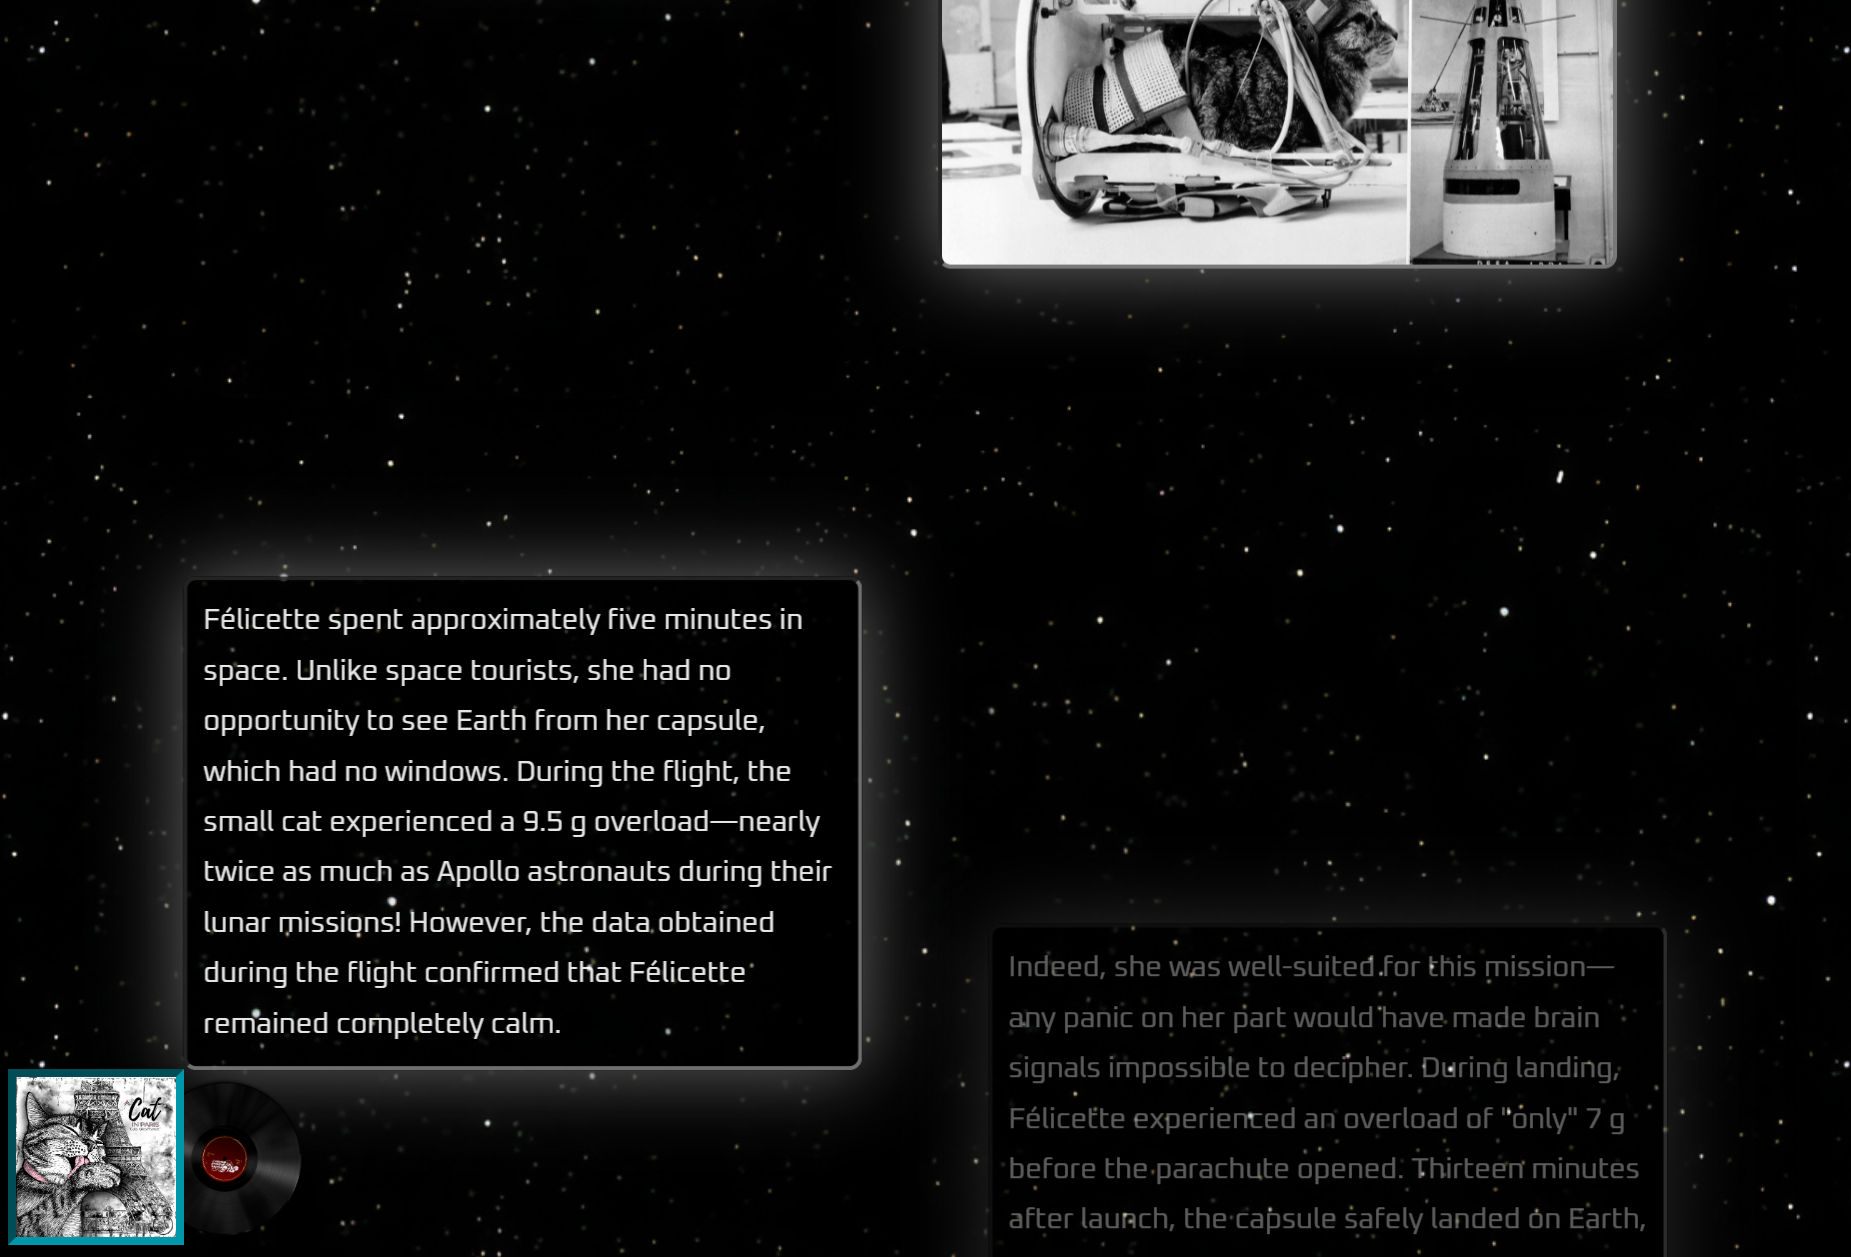 Félicette spent approximately five minutes in
space. Unlike space tourists, she had no
opportunity to see Earth from her capsule,
which had no windows. During the flight, the
small cat experienced a 9.5 g overload—nearly
twice as much as Apollo astronauts during their
lunar missions! However, the data obtained
during the flight confirmed that Félicette
remained completely calm.
Indeed, she was well-suited for this mission—
any panic on her part would have made brain
signals impossible to decipher. During landing,
Félicette experienced an overload of "only" 7 g
before the parachute opened. Thirteen minutes
after launch, the capsule safely landed on Earth,
Cat
IN PARIS